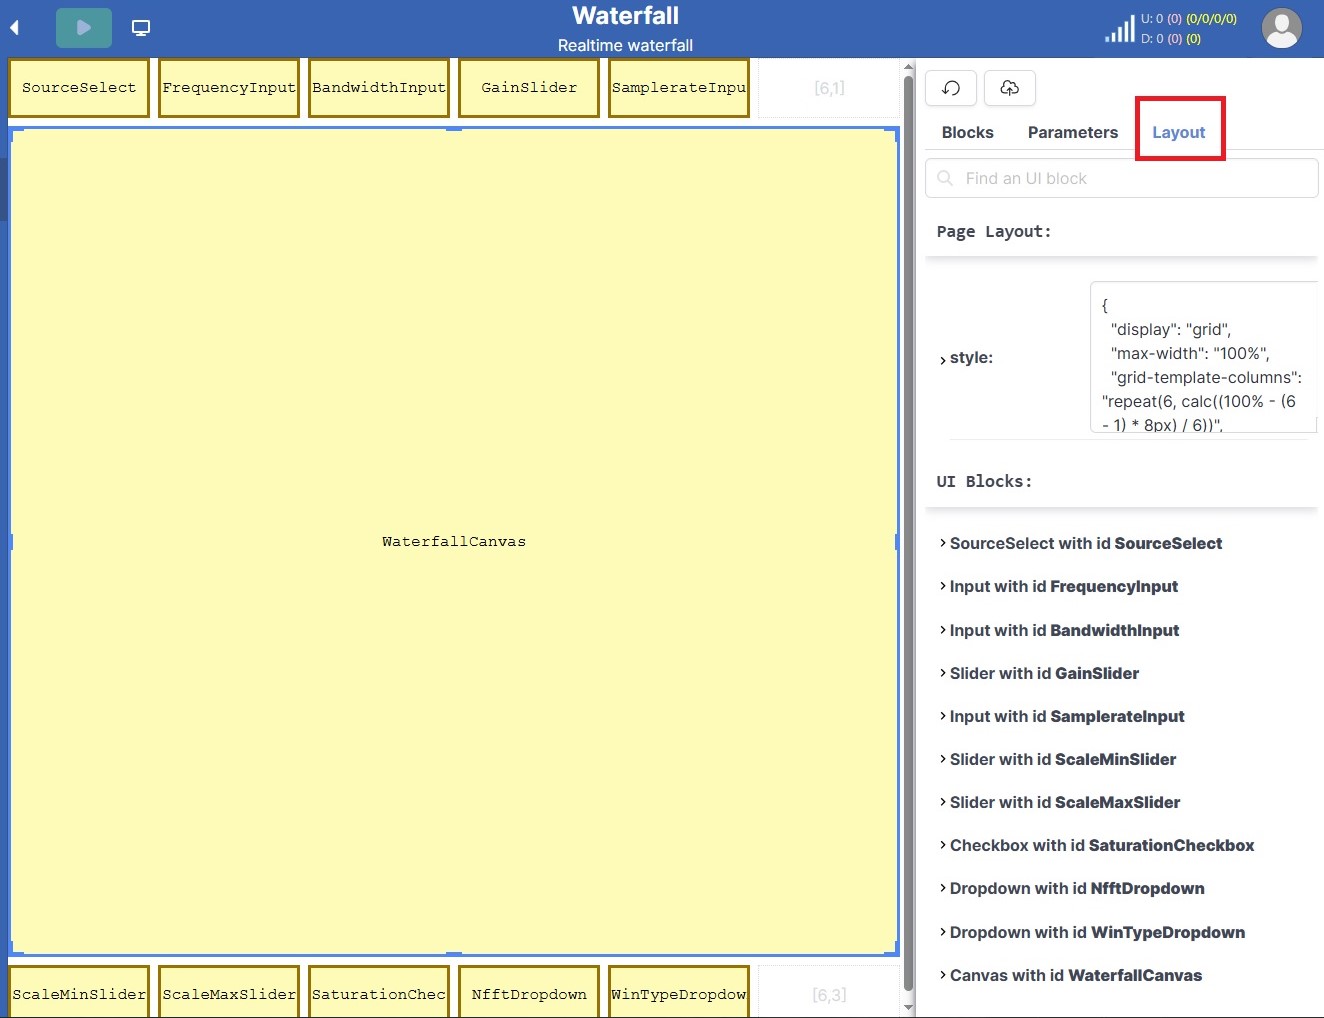 Waterfall
Realtime waterfall
U: 0 (0) (0/0/0/0)
D: 0 (0) (0)
SourceSelect
FrequencyInput
BandwidthInput
GainSlider
SamplerateInpu
[6,1]
WaterfallCanvas
ScaleMinSlider
ScaleMaxSlider
SaturationChec
NfftDropdown
WinTypeDropdow
[6,3]
Blocks
Parameters
Layout
Find an UI block
Page Layout:
style:
{
"display": "grid",
"max-width": "100%",
"grid-template-columns":
"repeat(6, calc((100% - (6
- 1) * 8px) / 6))",
UI Blocks:
SourceSelect with id SourceSelect
Input with id FrequencyInput
Input with id BandwidthInput
Slider with id GainSlider
Input with id SamplerateInput
Slider with id ScaleMinSlider
Slider with id ScaleMaxSlider
Checkbox with id SaturationCheckbox
Dropdown with id NfftDropdown
Dropdown with id WinTypeDropdown
Canvas with id WaterfallCanvas